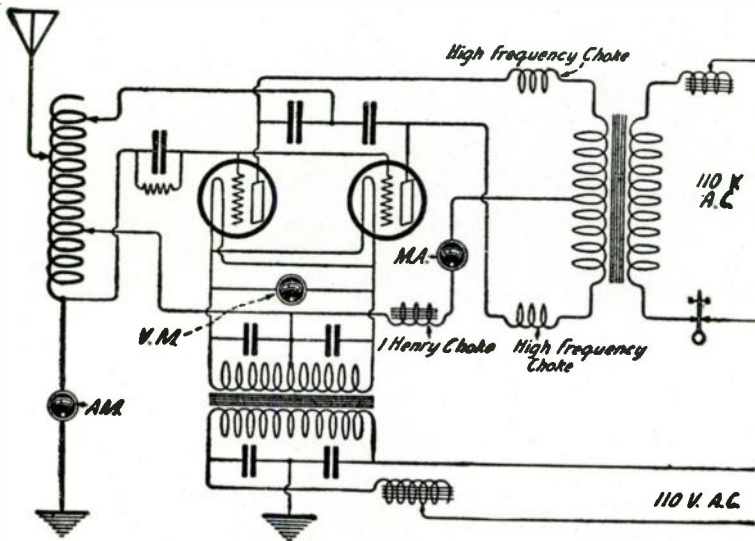 High Frequency Choke
110 V.
A.C.
M.A.
V.M.
1 Henry Choke
High Frequency
Choke
A.M.
110 V. A.C.